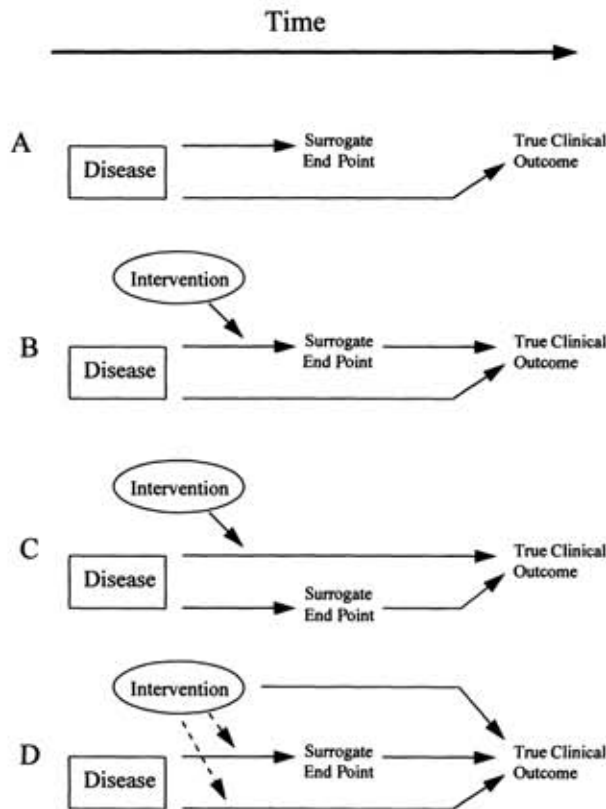 Time
A
Disease
Surrogate
End Point
True Clinical
Outcome
Intervention
B
Disease
Surrogate
End Point
True Clinical
Outcome
Intervention
C
Disease
True Clinical
Outcome
Surrogate
End Point
Intervention
D
Disease
Surrogate
End Point
True Clinical
Outcome